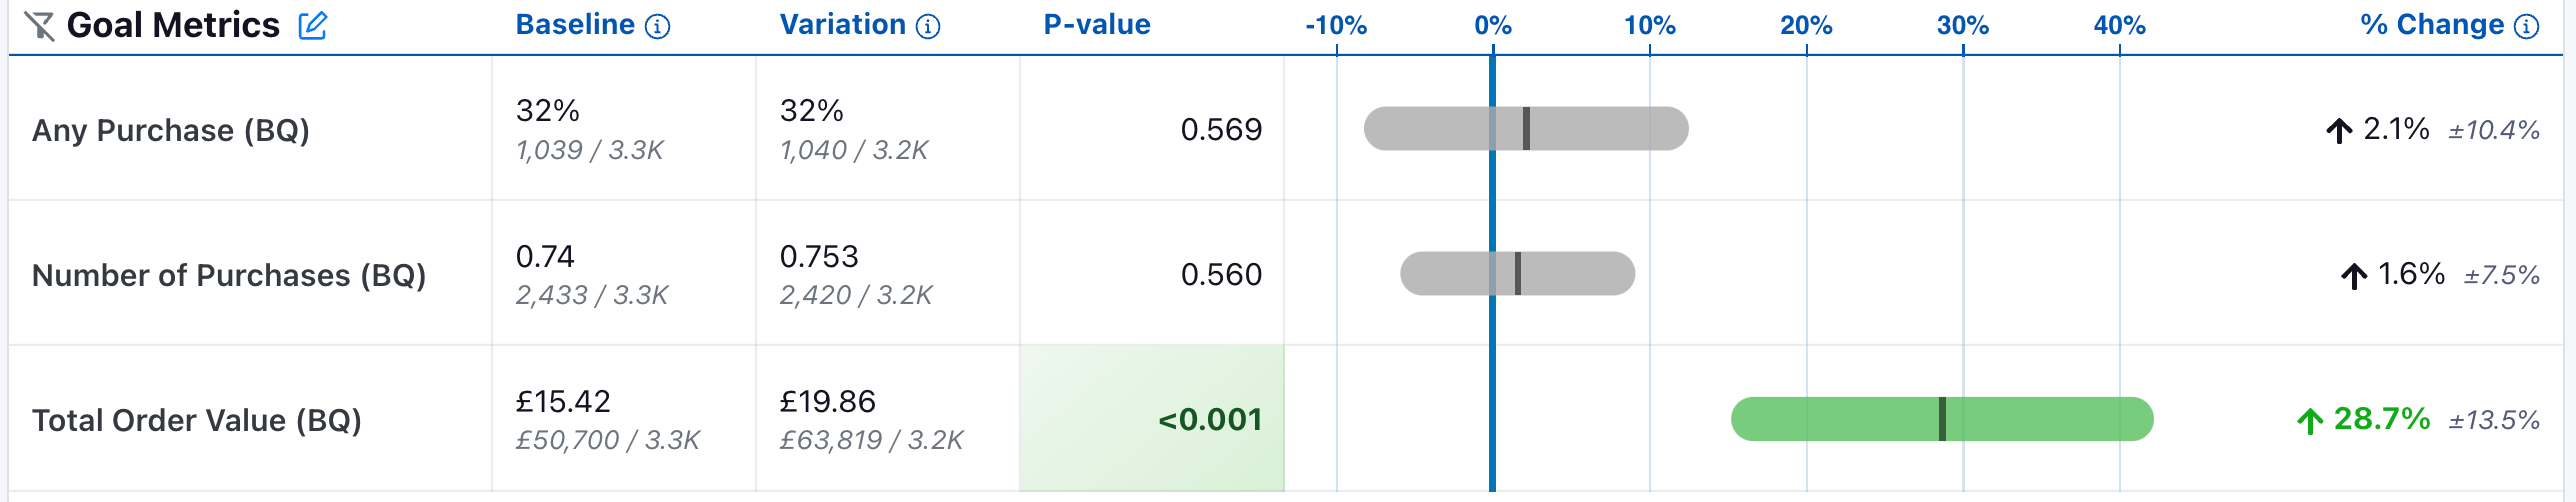 Goal Metrics Baseline Variation P-value -10% 0% 10% 20% 30% 40% % Change
Any Purchase (BQ) 32% 32% 0.569 2.1% ±10.4%
1,039 / 3.3K 1,040 / 3.2K
Number of Purchases (BQ) 0.74 0.753 0.560 1.6% ±7.5%
2,433 / 3.3K 2,420 / 3.2K
Total Order Value (BQ) £15.42 £19.86 <0.001 28.7% ±13.5%
£50,700 / 3.3K £63,819 / 3.2K